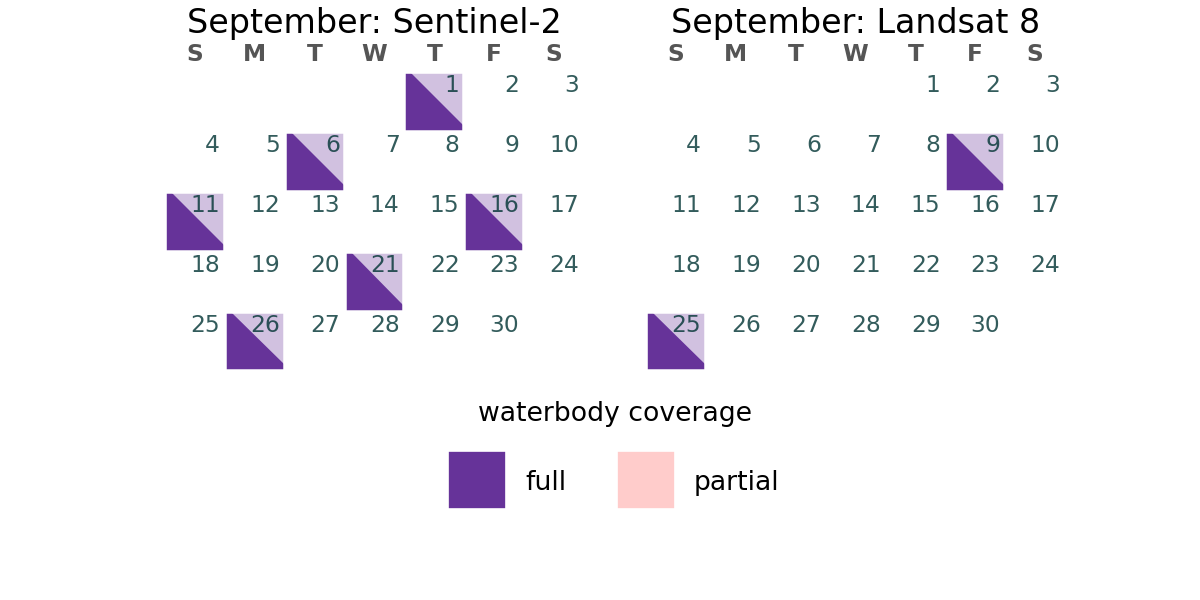 September: Sentinel-2
S M T W T F S
1 2 3
4 5 6 7 8 9 10
11 12 13 14 15 16 17
18 19 20 21 22 23 24
25 26 27 28 29 30
September: Landsat 8
S M T W T F S
1 2 3
4 5 6 7 8 9 10
11 12 13 14 15 16 17
18 19 20 21 22 23 24
25 26 27 28 29 30
waterbody coverage
full partial